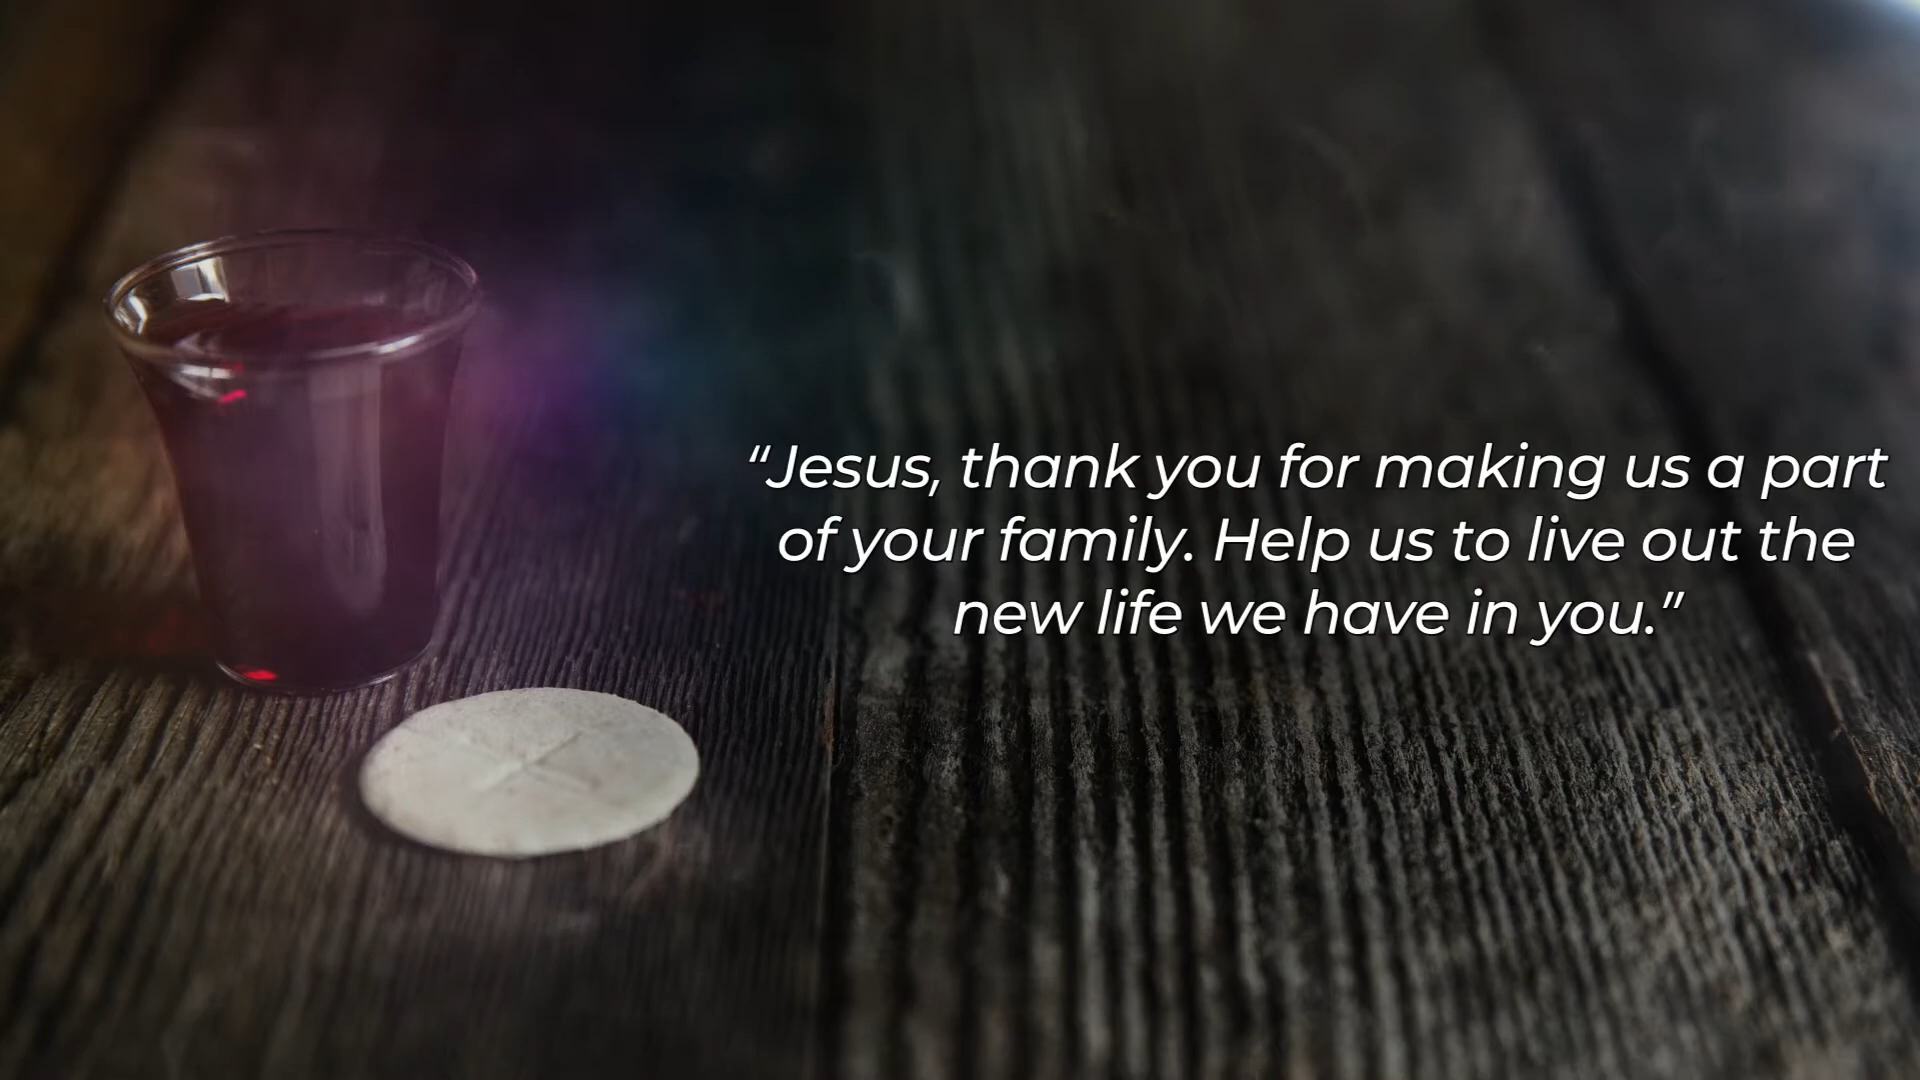 “Jesus, thank you for making us a part
of your family. Help us to live out the
new life we have in you.”